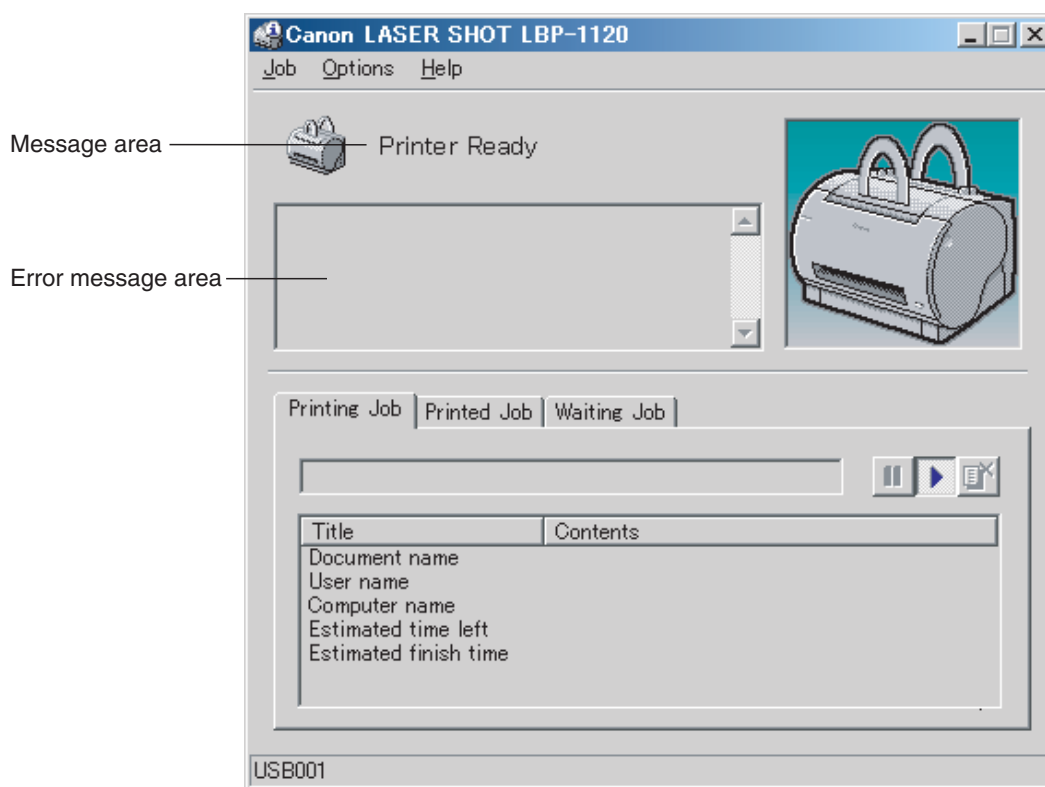 Canon LASER SHOT LBP-1120
Job Options Help
Message area
Printer Ready
Error message area
Printing Job Printed Job Waiting Job
Title Contents
Document name
User name
Computer name
Estimated time left
Estimated finish time
USB001